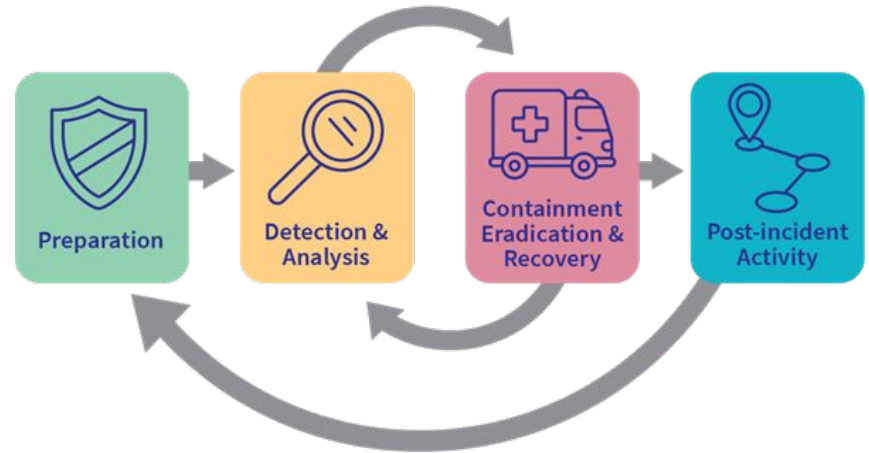 Preparation
Detection &
Analysis
Containment
Eradication &
Recovery
Post-incident
Activity